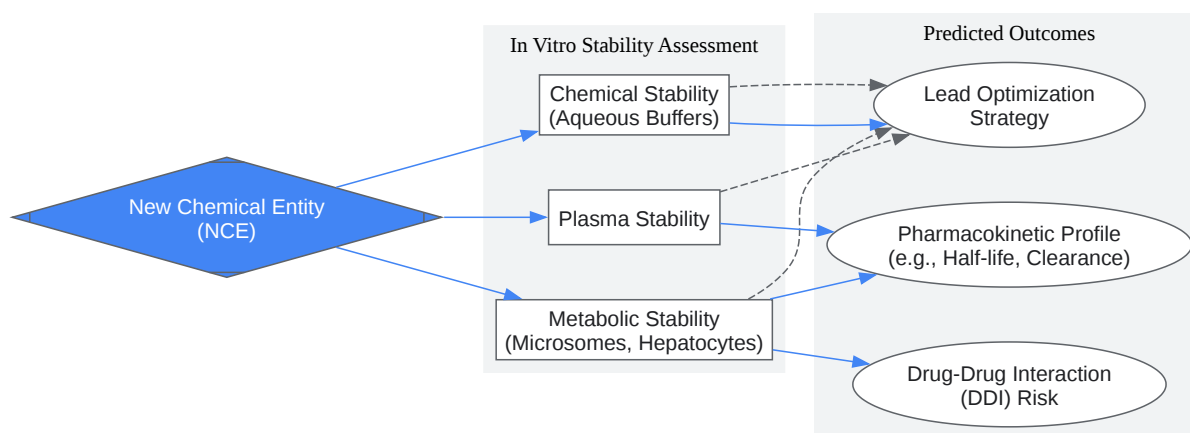 In Vitro Stability Assessment
Predicted Outcomes
New Chemical Entity
(NCE)
Chemical Stability
(Aqueous Buffers)
Plasma Stability
Metabolic Stability
(Microsomes, Hepatocytes)
Lead Optimization
Strategy
Pharmacokinetic Profile
(e.g., Half-life, Clearance)
Drug-Drug Interaction
(DDI) Risk